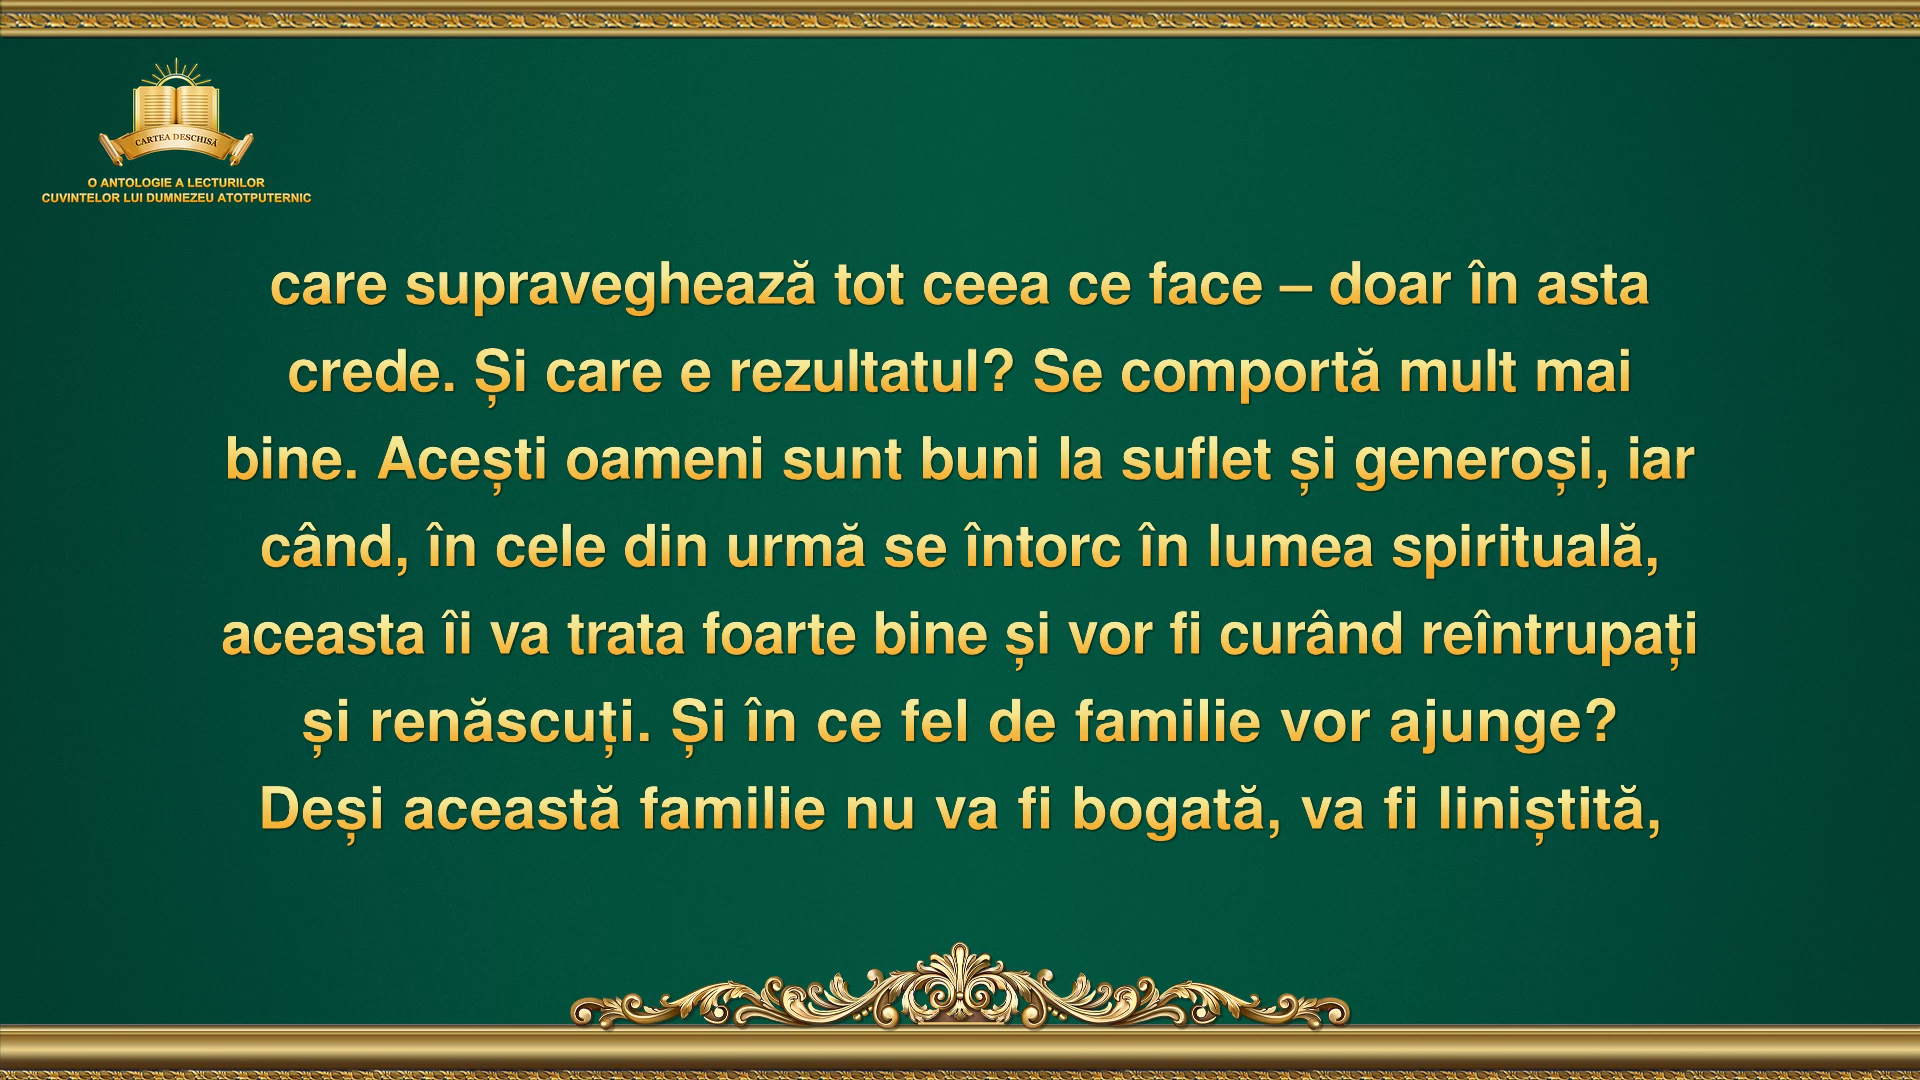 CARTEA DESCHISĂ
O ANTOLOGIE A LECTURILOR
CUVINTELOR LUI DUMNEZEU ATOTPUTERNIC
care supraveghează tot ceea ce face – doar în asta
crede. Și care e rezultatul? Se comportă mult mai
bine. Acești oameni sunt buni la suflet și generoși, iar
când, în cele din urmă se întorc în lumea spirituală,
aceasta îi va trata foarte bine și vor fi curând reîntrupați
și renăscuți. Și în ce fel de familie vor ajunge?
Deși această familie nu va fi bogată, va fi liniștită,